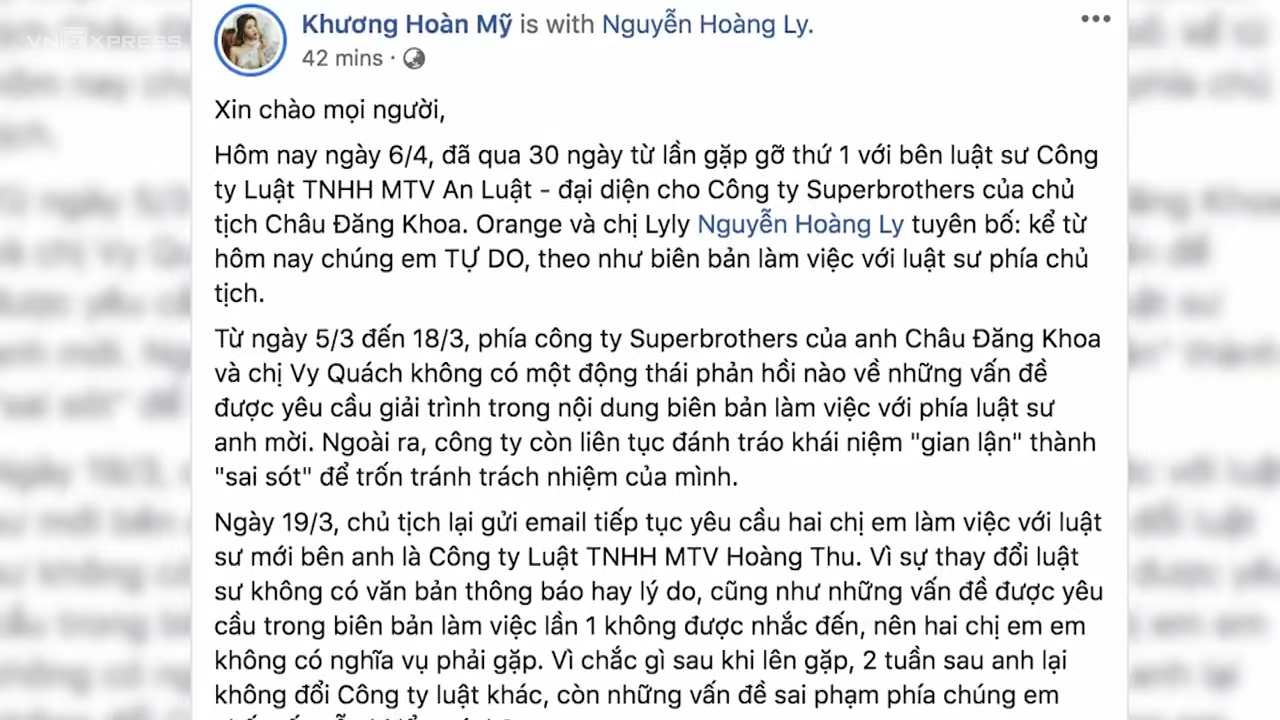 VNEXPRESS
Khương Hoàn Mỹ is with Nguyễn Hoàng Ly.
42 mins ·
Xin chào mọi người,
Hôm nay ngày 6/4, đã qua 30 ngày từ lần gặp gỡ thứ 1 với bên luật sư Công
ty Luật TNHH MTV An Luật - đại diện cho Công ty Superbrothers của chủ
tịch Châu Đăng Khoa. Orange và chị Lyly Nguyễn Hoàng Ly tuyên bố: kể từ
hôm nay chúng em TỰ DO, theo như biên bản làm việc với luật sư phía chủ
tịch.
Từ ngày 5/3 đến 18/3, phía công ty Superbrothers của anh Châu Đăng Khoa
và chị Vy Quách không có một động thái phản hồi nào về những vấn đề
được yêu cầu giải trình trong nội dung biên bản làm việc với phía luật sư
anh mời. Ngoài ra, công ty còn liên tục đánh tráo khái niệm "gian lận" thành
"sai sót" để trốn tránh trách nhiệm của mình.
Ngày 19/3, chủ tịch lại gửi email tiếp tục yêu cầu hai chị em làm việc với luật
sư mới bên anh là Công ty Luật TNHH MTV Hoàng Thu. Vì sự thay đổi luật
sư không có văn bản thông báo hay lý do, cũng như những vấn đề được yêu
cầu trong biên bản làm việc lần 1 không được nhắc đến, nên hai chị em em
không có nghĩa vụ phải gặp. Vì chắc gì sau khi lên gặp, 2 tuần sau anh lại
không đổi Công ty luật khác, còn những vấn đề sai phạm phía chúng em